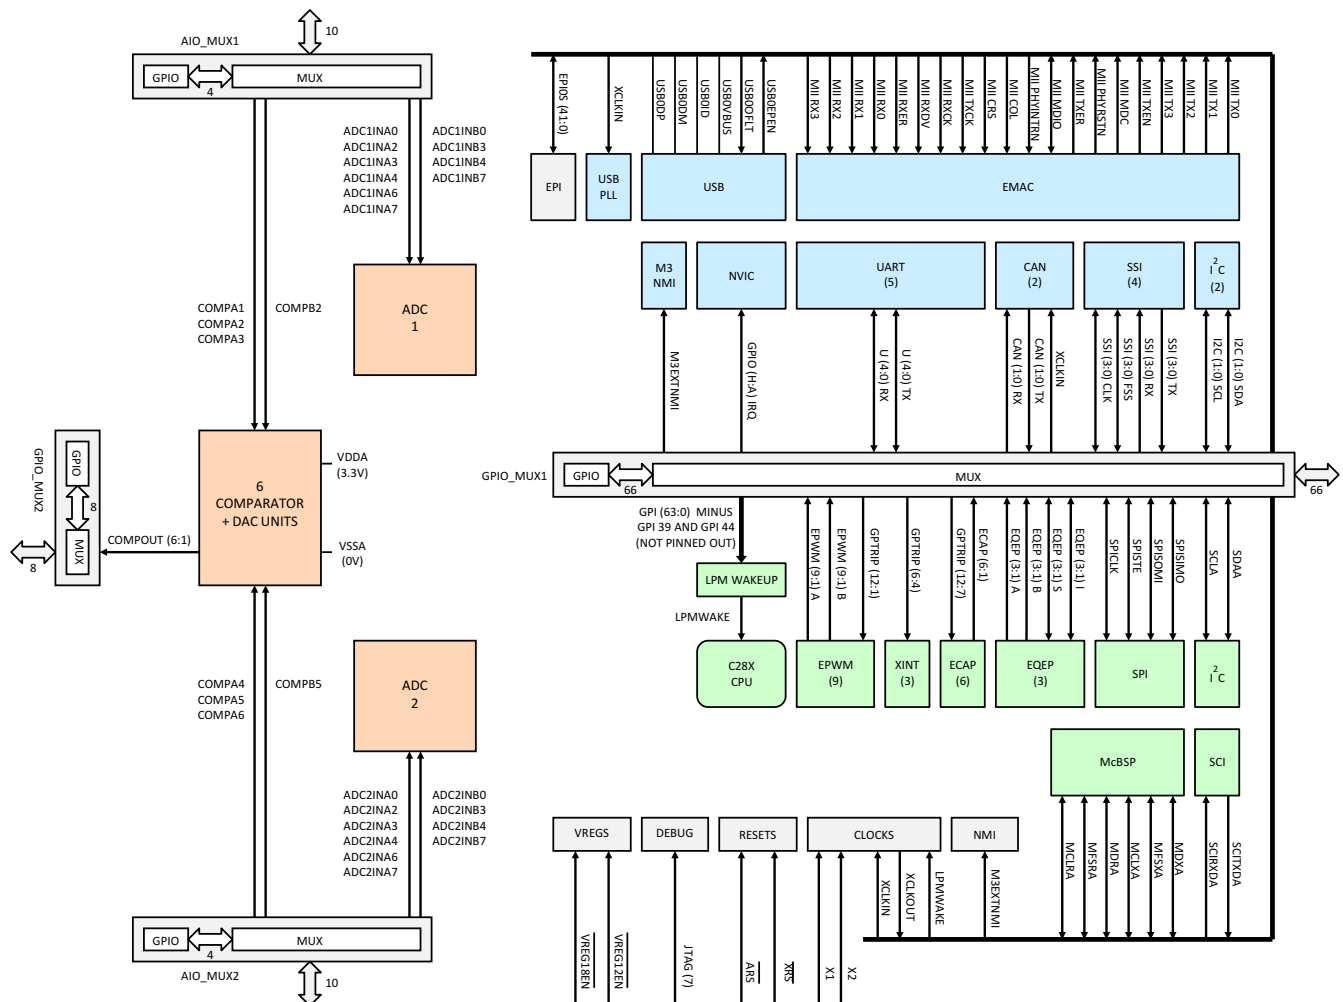 AIO_MUX1
10
GPIO
4
MUX
ADC1INA0
ADC1INA2
ADC1INA3
ADC1INA4
ADC1INA6
ADC1INA7
ADC1INB0
ADC1INB3
ADC1INB4
ADC1INB7
ADC
1
COMPA1
COMPA2
COMPA3
COMPB2
GPIO_MUX2
GPIO
8
MUX
8
COMPOUT (6:1)
6
COMPARATOR
+ DAC UNITS
VDDA
(3.3V)
VSSA
(0V)
COMPA4
COMPA5
COMPA6
COMPB5
ADC
2
ADC2INA0
ADC2INA2
ADC2INA3
ADC2INA4
ADC2INA6
ADC2INA7
ADC2INB0
ADC2INB3
ADC2INB4
ADC2INB7
GPIO
4
MUX
AIO_MUX2
10
EPI0S (41:0)
XCLKIN
USB0DP
USB0DM
USB0ID
USB0VBUS
USB0OFLT
USB0EPEN
MII RX3
MII RX2
MII RX1
MII RX0
MII RXER
MII RXDV
MII RXCK
MII TXCK
MII CRS
MII COL
MII PHYINTRN
MII MDIO
MII TXER
MII PHYRSTN
MII MDC
MII TXEN
MII TX3
MII TX2
MII TX1
MII TX0
EPI
USB
PLL
USB
EMAC
M3
NMI
NVIC
UART
(5)
CAN
(2)
SSI
(4)
I2C
(2)
M3EXTNMI
GPIO (H:A) IRQ
U (4:0) RX
U (4:0) TX
CAN (1:0) RX
CAN (1:0) TX
XCLKIN
SSI (3:0) CLK
SSI (3:0) FSS
SSI (3:0) RX
SSI (3:0) TX
I2C (1:0) SCL
I2C (1:0) SDA
GPIO_MUX1
GPIO
66
MUX
66
GPI (63:0) MINUS
GPI 39 AND GPI 44
(NOT PINNED OUT)
EPWM (9:1) A
EPWM (9:1) B
GPTRIP (12:1)
GPTRIP (6:4)
GPTRIP (12:7)
ECAP (6:1)
EQEP (3:1) A
EQEP (3:1) B
EQEP (3:1) S
EQEP (3:1) I
SPICLK
SPISTE
SPISOMI
SPISIMO
SCLA
SDAA
LPM WAKEUP
LPMWAKE
C28X
CPU
EPWM
(9)
XINT
(3)
ECAP
(6)
EQEP
(3)
SPI
I2C
McBSP
SCI
MCLRA
MFSRA
MDRA
MCLXA
MFSXA
MDXA
SCIRXDA
SCITXDA
VREGS
DEBUG
RESETS
CLOCKS
NMI
VREG18EN
VREG12EN
JTAG (7)
ARS
XRS
X1
X2
XCLKIN
XCLKOUT
LPMWAKE
M3EXTNMI